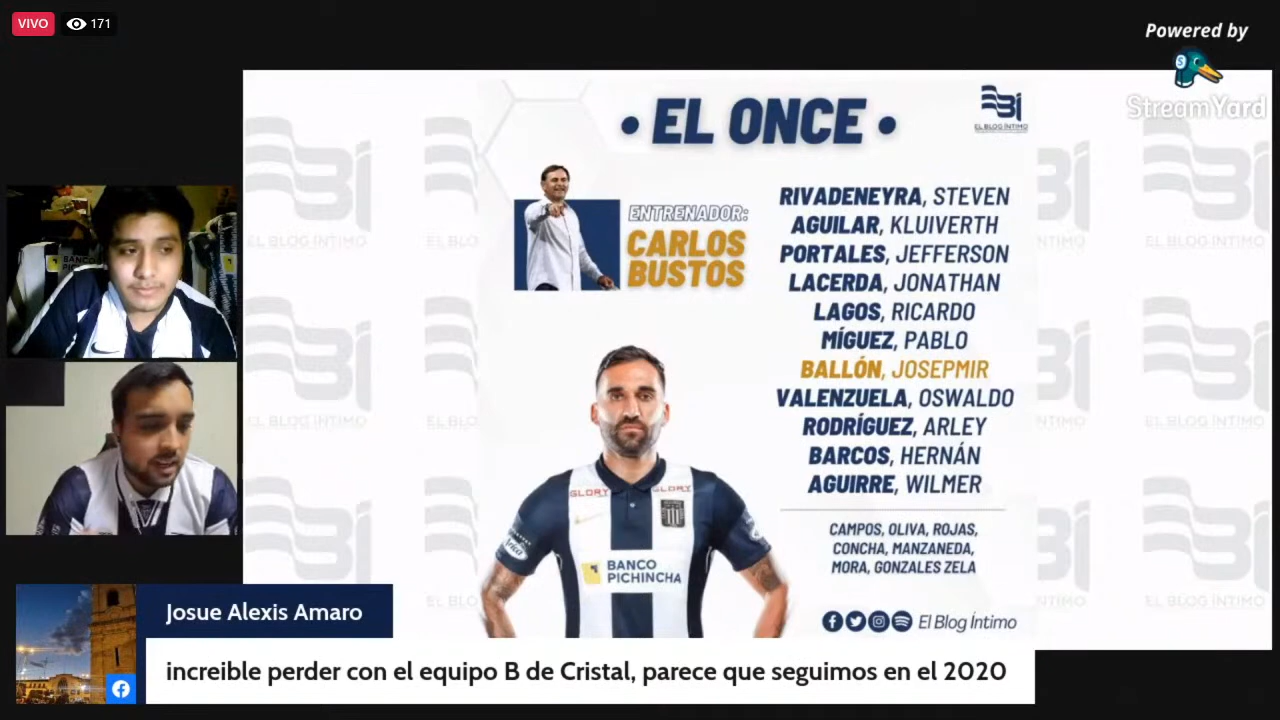 VIVO
171
Powered by
StreamYard
• EL ONCE •
EL BLOG ÍNTIMO
ENTRENADOR:
CARLOS
BUSTOS
RIVADENEYRA, STEVEN
AGUILAR, KLUIVERTH
PORTALES, JEFFERSON
LACERDA, JONATHAN
LAGOS, RICARDO
MÍGUEZ, PABLO
BALLÓN, JOSEPMIR
VALENZUELA, OSWALDO
RODRÍGUEZ, ARLEY
BARCOS, HERNÁN
AGUIRRE, WILMER
CAMPOS, OLIVA, ROJAS,
CONCHA, MANZANEDA,
MORA, GONZALES ZELA
El Blog Íntimo
GLORY
GLORY
BANCO
PICHINCHA
Josue Alexis Amaro
increible perder con el equipo B de Cristal, parece que seguimos en el 2020